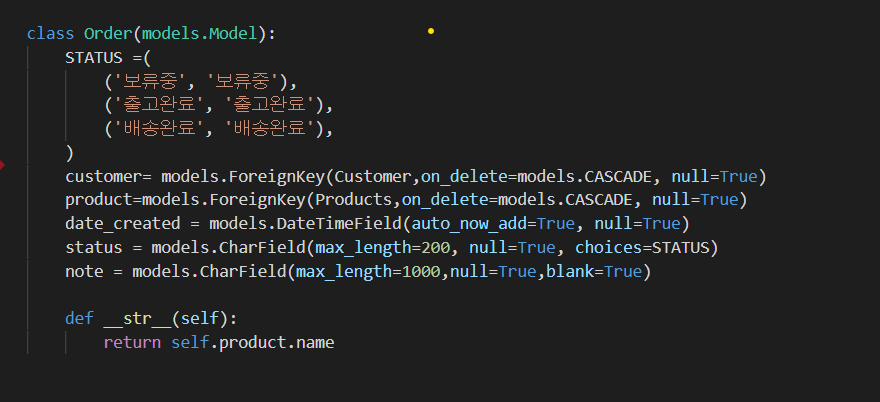 class Order(models.Model):
STATUS =(
('보류중', '보류중'),
('출고완료', '출고완료'),
('배송완료', '배송완료'),
)
customer= models.ForeignKey(Customer,on_delete=models.CASCADE, null=True)
product=models.ForeignKey(Products,on_delete=models.CASCADE, null=True)
date_created = models.DateTimeField(auto_now_add=True, null=True)
status = models.CharField(max_length=200, null=True, choices=STATUS)
note = models.CharField(max_length=1000,null=True,blank=True)
def __str__(self):
return self.product.name